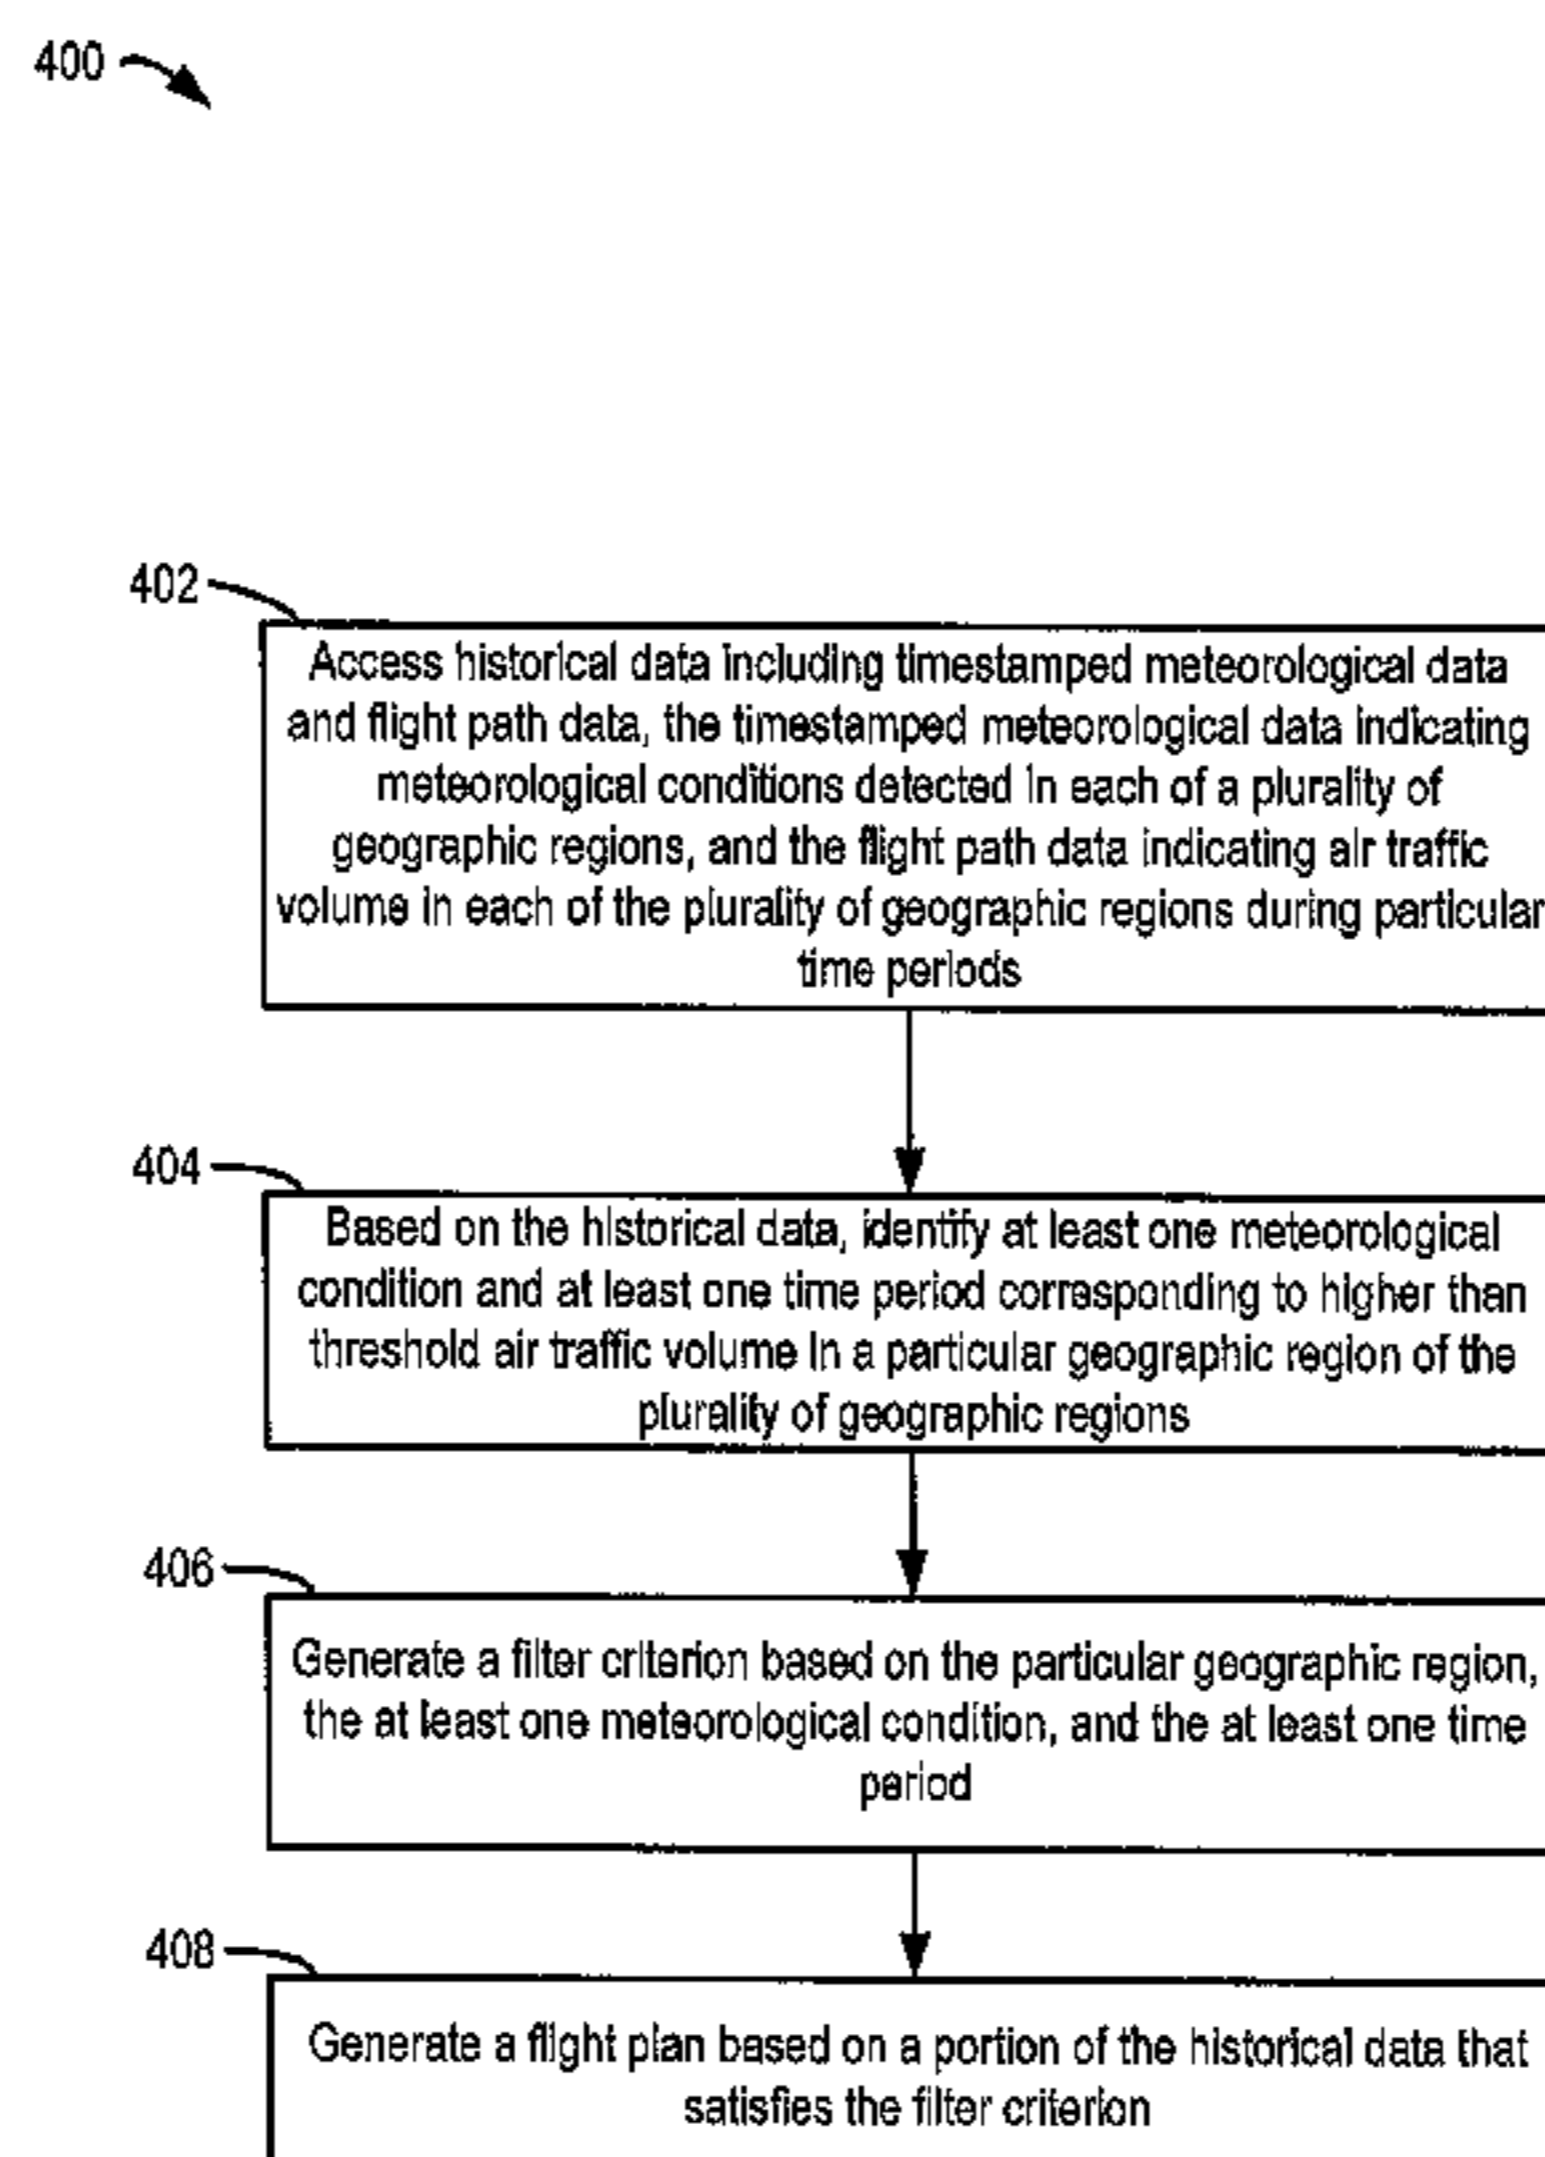 400
402
Access historical data including timestamped meteorological data
and flight path data, the timestamped meteorological data indicating
meteorological conditions detected in each of a plurality of
geographic regions, and the flight path data indicating air traffic
volume in each of the plurality of geographic regions during particular
time periods
404
Based on the historical data, identify at least one meteorological
condition and at least one time period corresponding to higher than
threshold air traffic volume in a particular geographic region of the
plurality of geographic regions
406
Generate a filter criterion based on the particular geographic region,
the at least one meteorological condition, and the at least one time
period
408
Generate a flight plan based on a portion of the historical data that
satisfies the filter criterion